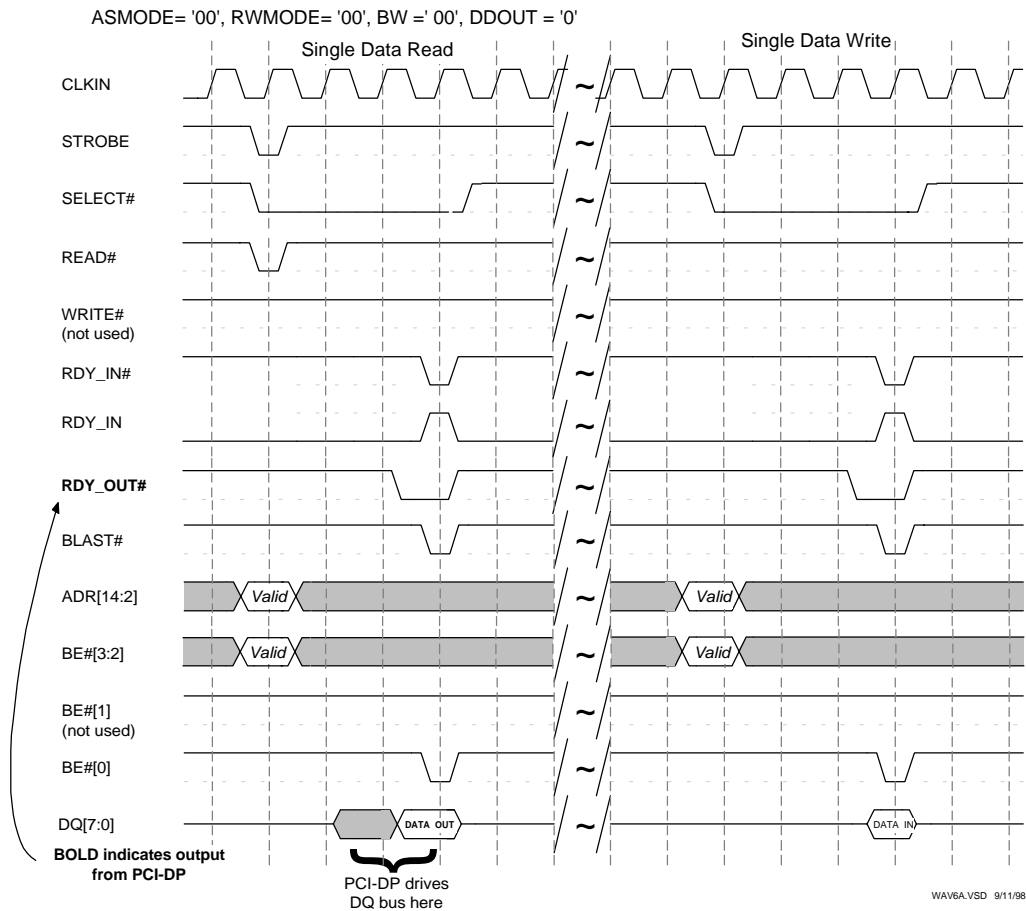 ASMODE= '00', RWMODE= '00', BW =' 00', DDOUT = '0'
Single Data Read
Single Data Write
CLKIN
~
STROBE
~
SELECT#
~
READ#
~
WRITE#
(not used)
~
RDY_IN#
~
RDY_IN
~
RDY_OUT#
~
BLAST#
~
ADR[14:2]
Valid
~
Valid
BE#[3:2]
Valid
~
Valid
BE#[1]
(not used)
~
BE#[0]
~
DQ[7:0]
DATA OUT
~
DATA IN
BOLD indicates output
from PCI-DP
PCI-DP drives
DQ bus here
WAV6A.VSD 9/11/98